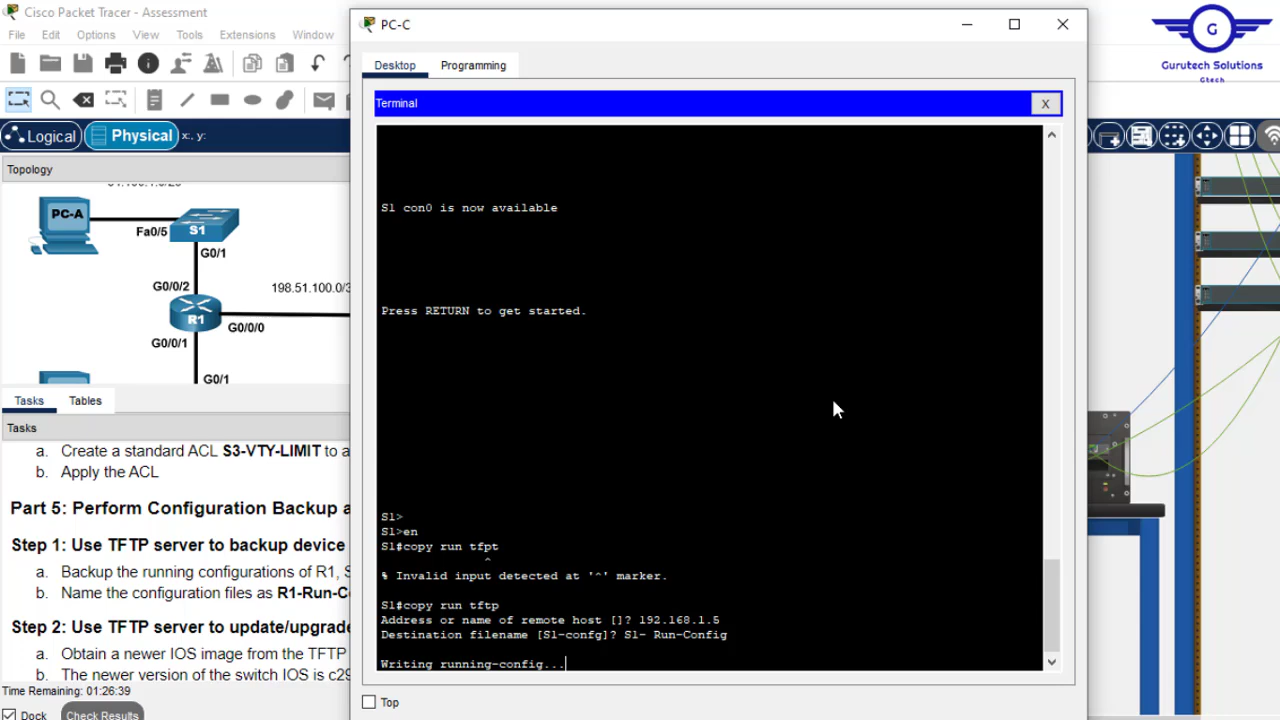 Cisco Packet Tracer - Assessment
File Edit Options View Tools Extensions Window
Logical Physical x: y:
Topology
PC-A
S1
Fa0/5
G0/1
G0/0/2
198.51.100.0/3
R1
G0/0/0
G0/0/1
G0/1
Tasks Tables
Tasks
a. Create a standard ACL S3-VTY-LIMIT to a
b. Apply the ACL
Part 5: Perform Configuration Backup a
Step 1: Use TFTP server to backup device
a. Backup the running configurations of R1, S
b. Name the configuration files as R1-Run-Co
Step 2: Use TFTP server to update/upgrade
a. Obtain a newer IOS image from the TFTP
b. The newer version of the switch IOS is c29
Time Remaining: 01:26:39
Dock Check Results
PC-C
Desktop Programming
Terminal
X
S1 con0 is now available
Press RETURN to get started.
S1>
S1>en
S1#copy run tfpt
^
% Invalid input detected at '^' marker.
S1#copy run tftp
Address or name of remote host []? 192.168.1.5
Destination filename [S1-confg]? S1- Run-Config
Writing running-config...
Top
G
Gurutech Solutions
Gtech